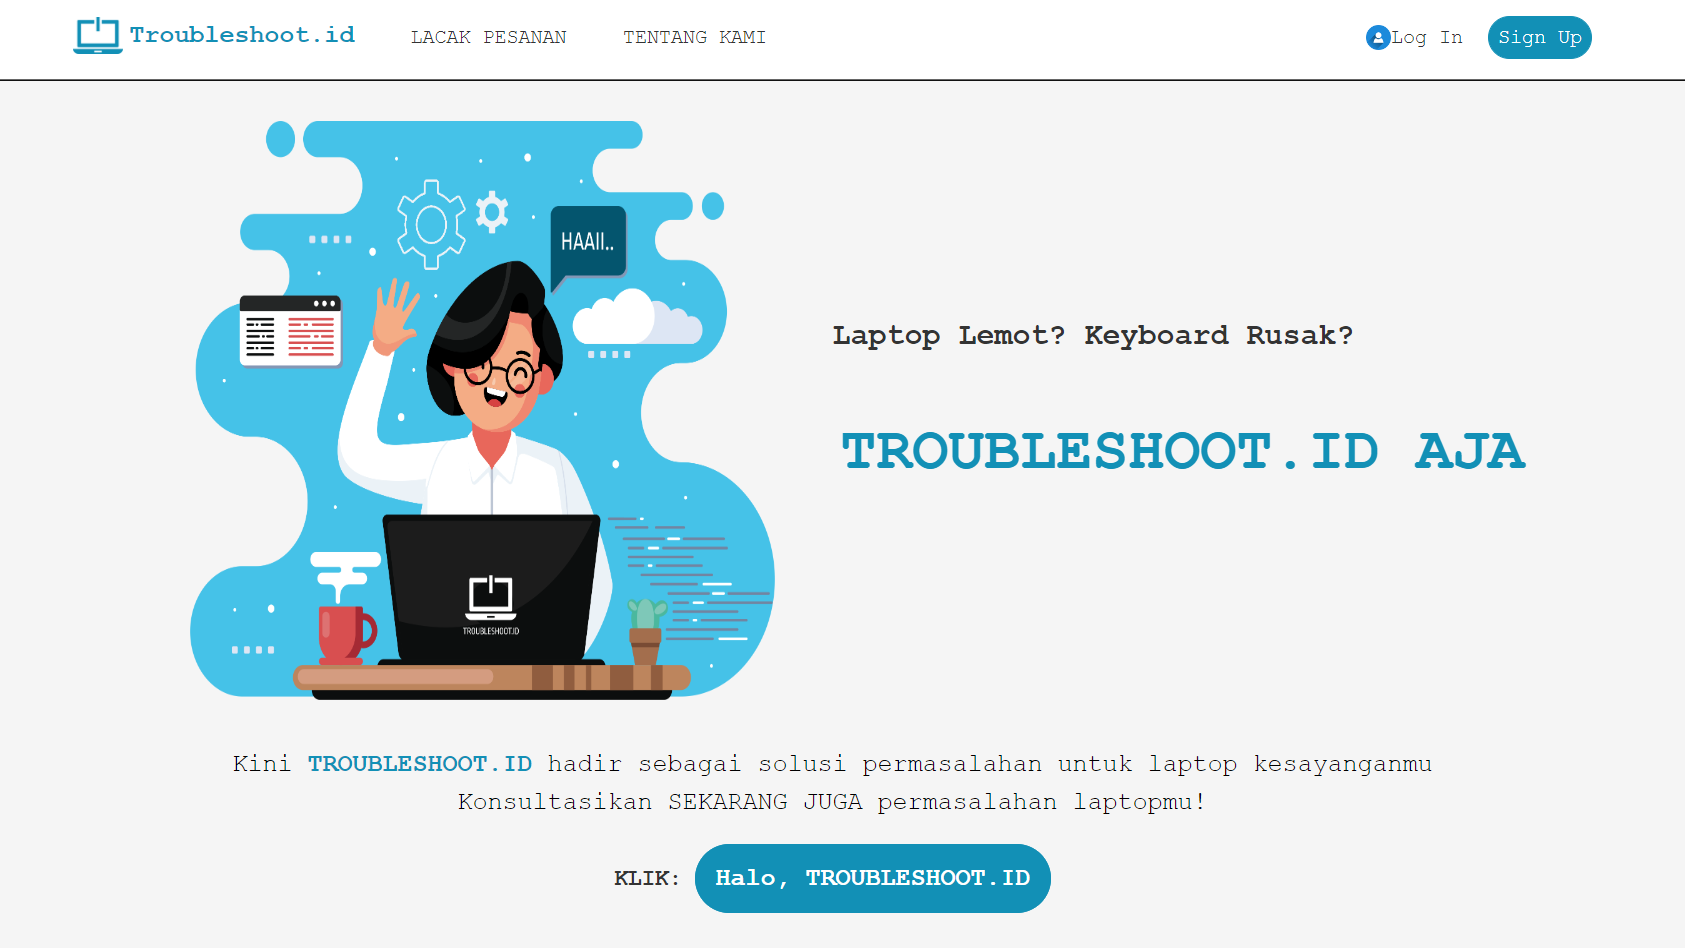 Troubleshoot.id
LACAK PESANAN
TENTANG KAMI
Log In
Sign Up
HAAII..
Laptop Lemot? Keyboard Rusak?
TROUBLESHOOT.ID AJA
TROUBLESHOOT.ID
Kini TROUBLESHOOT.ID hadir sebagai solusi permasalahan untuk laptop kesayanganmu
Konsultasikan SEKARANG JUGA permasalahan laptopmu!
KLIK: Halo, TROUBLESHOOT.ID